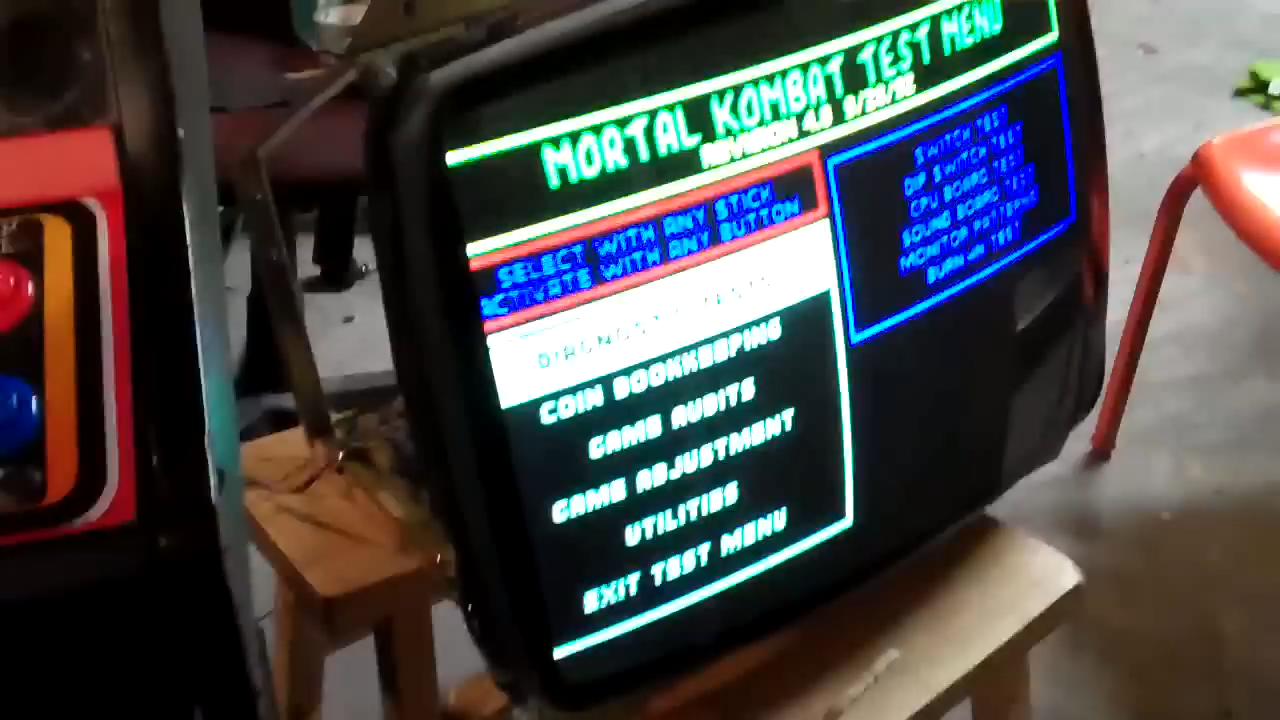 MORTAL KOMBAT TEST MENU
REVISION 4.0
SELECT WITH ANY STICK
ACTIVATE WITH ANY BUTTON
DIAGNOSTIC TESTS
COIN BOOKKEEPING
GAME AUDITS
GAME ADJUSTMENT
UTILITIES
EXIT TEST MENU
SWITCH TEST
DIP SWITCH TEST
CPU BOARD TEST
SOUND BOARD TEST
MONITOR PATTERNS
BURN-IN TEST